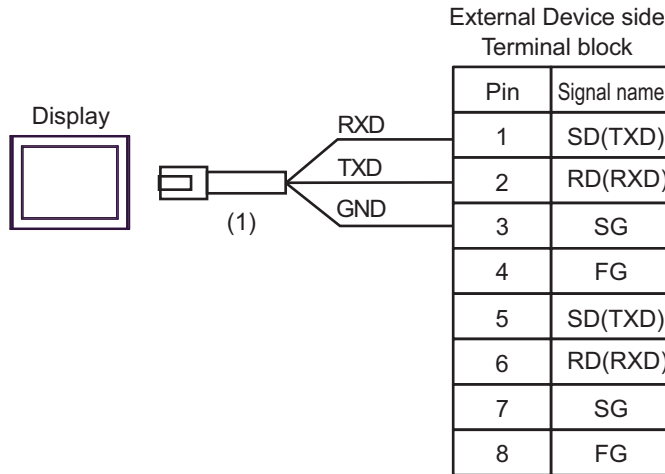 External Device side
Terminal block
Display
(1)
RXD
TXD
GND
Pin Signal name
1 SD(TXD)
2 RD(RXD)
3 SG
4 FG
5 SD(TXD)
6 RD(RXD)
7 SG
8 FG